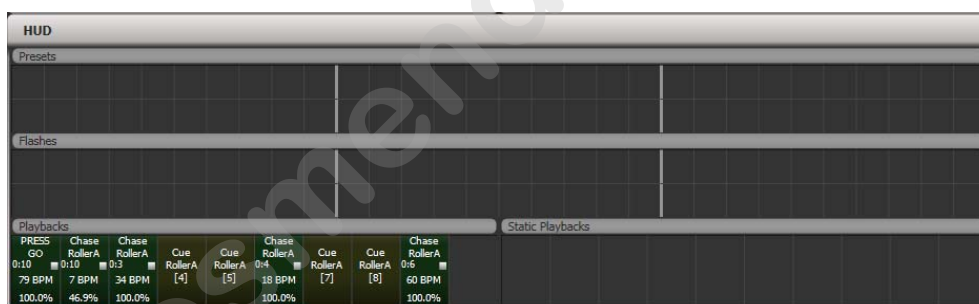 HUD
Presets
Flashes
Playbacks
Static Playbacks
PRESS GO
0:10
79 BPM
100.0%
Chase RollerA
0:10
7 BPM
46.9%
Chase RollerA
0:3
34 BPM
100.0%
Cue RollerA
[4]
Cue RollerA
[5]
Chase RollerA
0:4
18 BPM
100.0%
Cue RollerA
[7]
Cue RollerA
[8]
Chase RollerA
0:6
60 BPM
100.0%